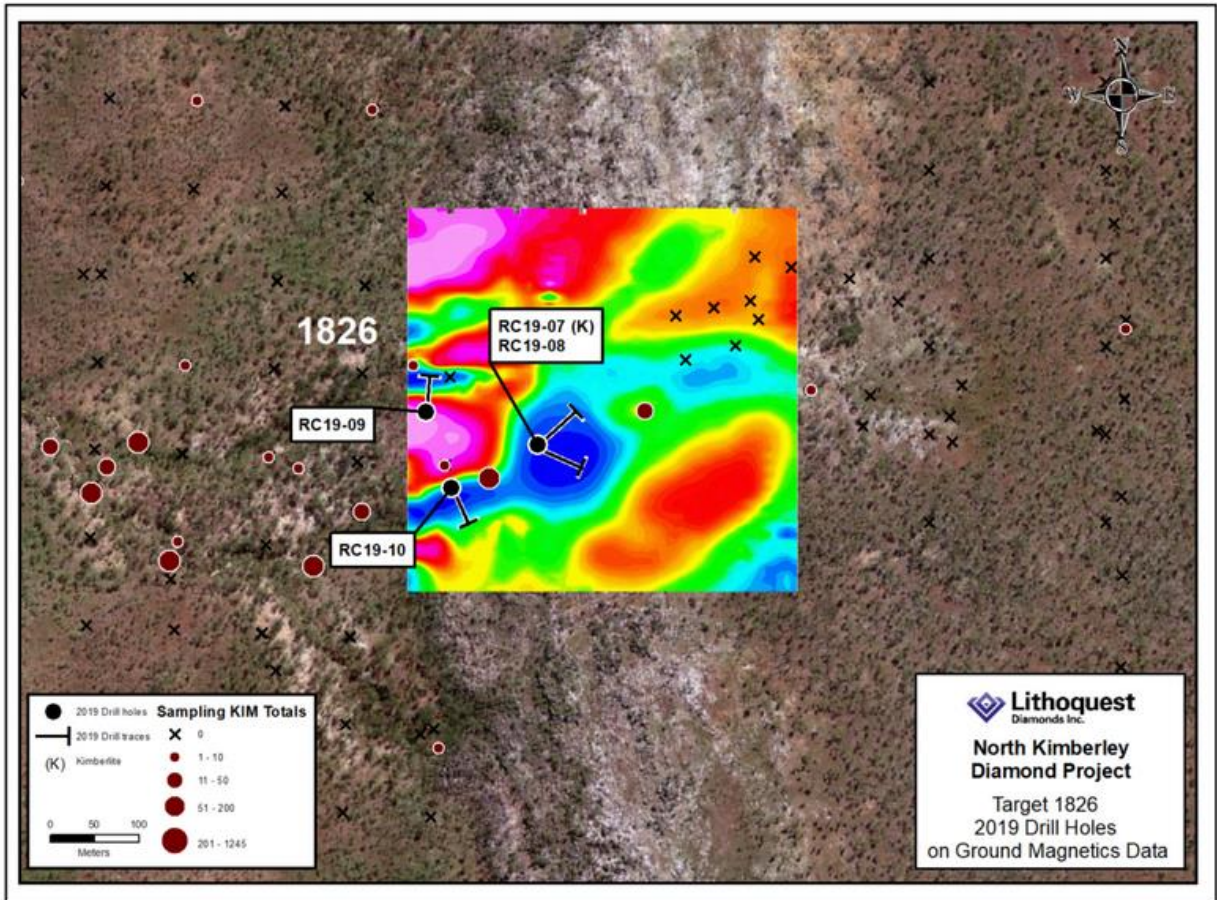 N
W E
S
1826
RC19-07 (K)
RC19-08
RC19-09
RC19-10
2019 Drill holes
2019 Drill traces
(K) Kimberlite
0 50 100
Meters
Sampling KIM Totals
0
1 - 10
11 - 50
51 - 200
201 - 1245
Lithoquest
Diamonds Inc.
North Kimberley
Diamond Project
Target 1826
2019 Drill Holes
on Ground Magnetics Data